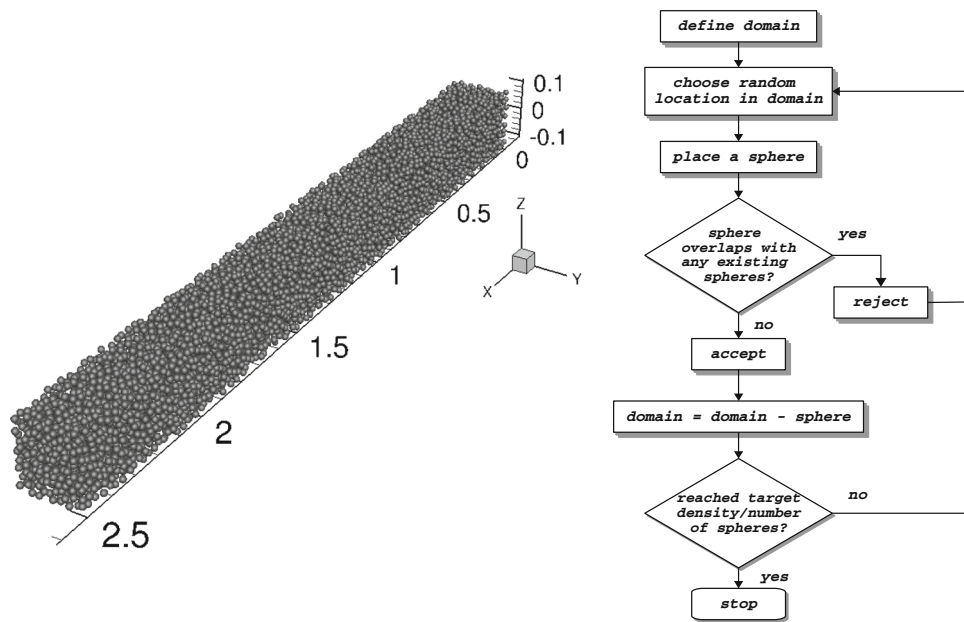 0.1
0
-0.1
0
0.5
1
1.5
2
2.5
Z
X
Y
define domain
choose random
location in domain
place a sphere
sphere
overlaps with
any existing
spheres?
yes
reject
no
accept
domain = domain - sphere
reached target
density/number
of spheres?
no
yes
stop